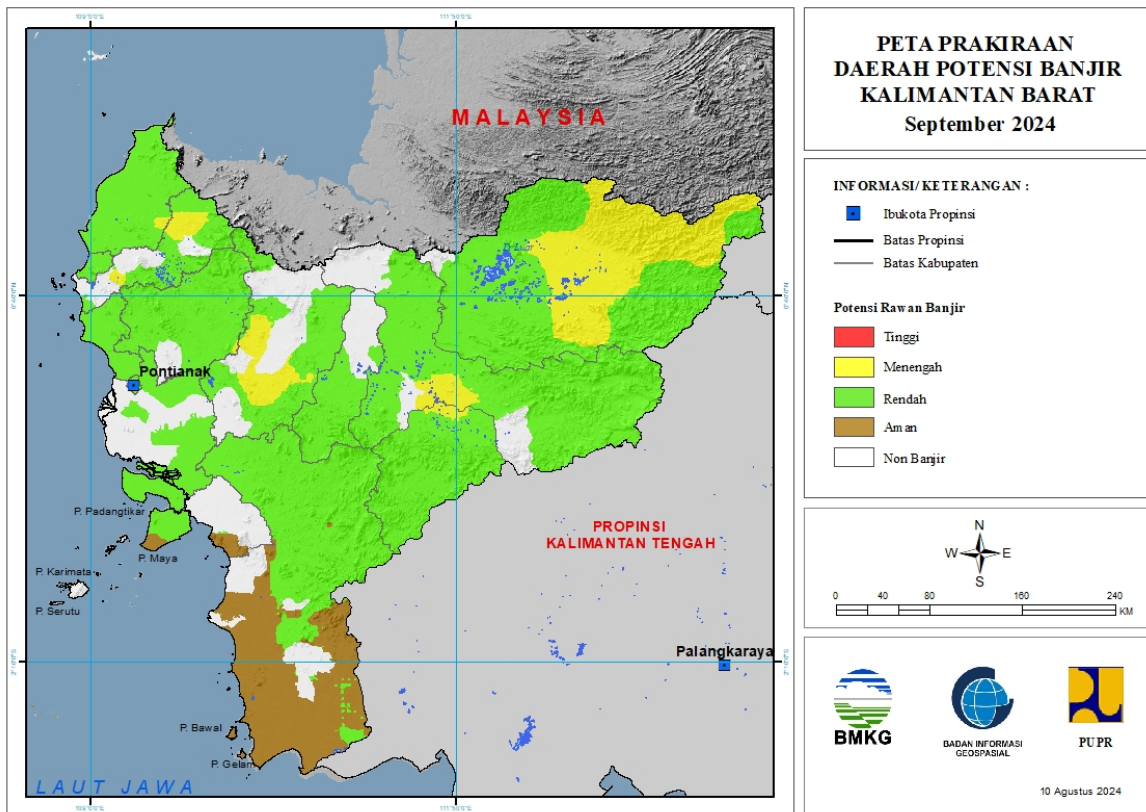 PETA PRAKIRAAN
DAERAH POTENSI BANJIR
KALIMANTAN BARAT
September 2024
INFORMASI/ KETERANGAN :
Ibukota Propinsi
Batas Propinsi
Batas Kabupaten
Potensi Rawan Banjir
Tinggi
Menengah
Rendah
Aman
Non Banjir
N
W E
S
0 40 80 160 240
KM
BMKG
BADAN INFORMASI
GEOSPASIAL
PUPR
10 Agustus 2024
MALAYSIA
Pontianak
P. Padangtikar
P. Maya
P. Karimata
P. Serutu
PROPINSI
KALIMANTAN TENGAH
Palangkaraya
P. Bawal
P. Gelam
LAUT JAWA